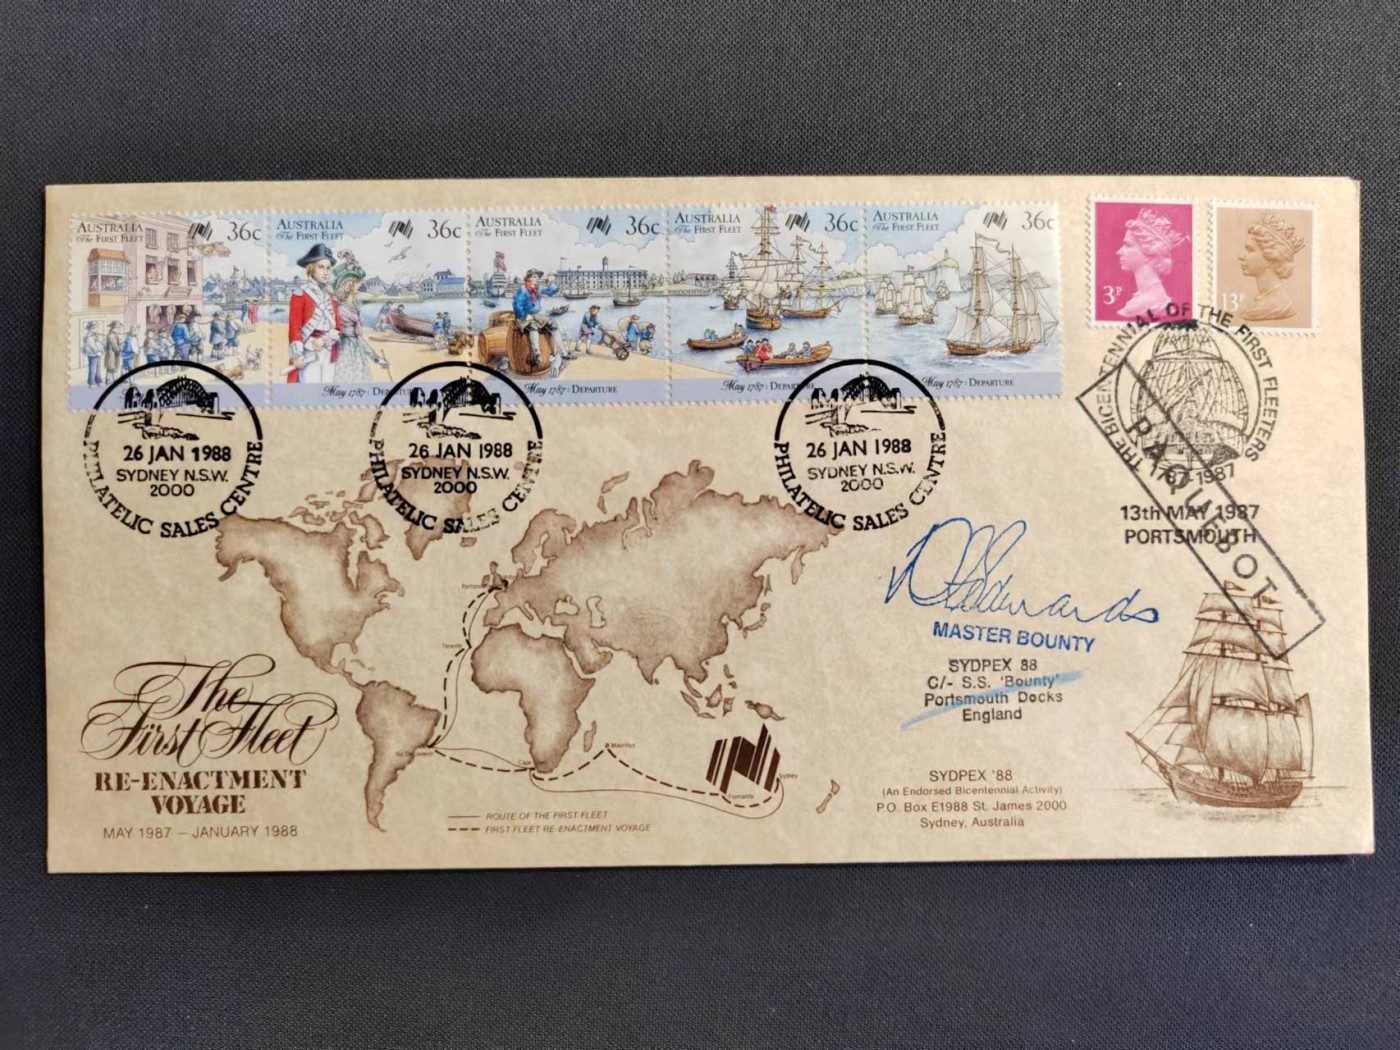 AUSTRALIA
The FIRST FLEET
36c
AUSTRALIA
The FIRST FLEET
36c
AUSTRALIA
The FIRST FLEET
36c
AUSTRALIA
The FIRST FLEET
36c
AUSTRALIA
The FIRST FLEET
36c
May 1787: DEPARTURE
May 1787: DEPARTURE
May 1787: DEPARTURE
May 1787: DEPARTURE
3P
13P
26 JAN 1988
SYDNEY N.S.W.
2000
PHILATELIC SALES CENTRE
26 JAN 1988
SYDNEY N.S.W.
2000
PHILATELIC SALES CENTRE
26 JAN 1988
SYDNEY N.S.W.
2000
PHILATELIC SALES CENTRE
THE BICENTENNIAL OF THE FIRST FLEETERS
1787-1987
13th MAY 1987
PORTSMOUTH
PAQUEBOT
MASTER BOUNTY
SYDPEX 88
C/- S.S. 'Bounty'
Portsmouth Docks
England
The
First Fleet
RE-ENACTMENT
VOYAGE
MAY 1987 – JANUARY 1988
Tenerife
Cape
Mauritius
Fremantle
Sydney
ROUTE OF THE FIRST FLEET
FIRST FLEET RE-ENACTMENT VOYAGE
SYDPEX '88
(An Endorsed Bicentennial Activity)
P.O. Box E1988 St. James 2000
Sydney, Australia